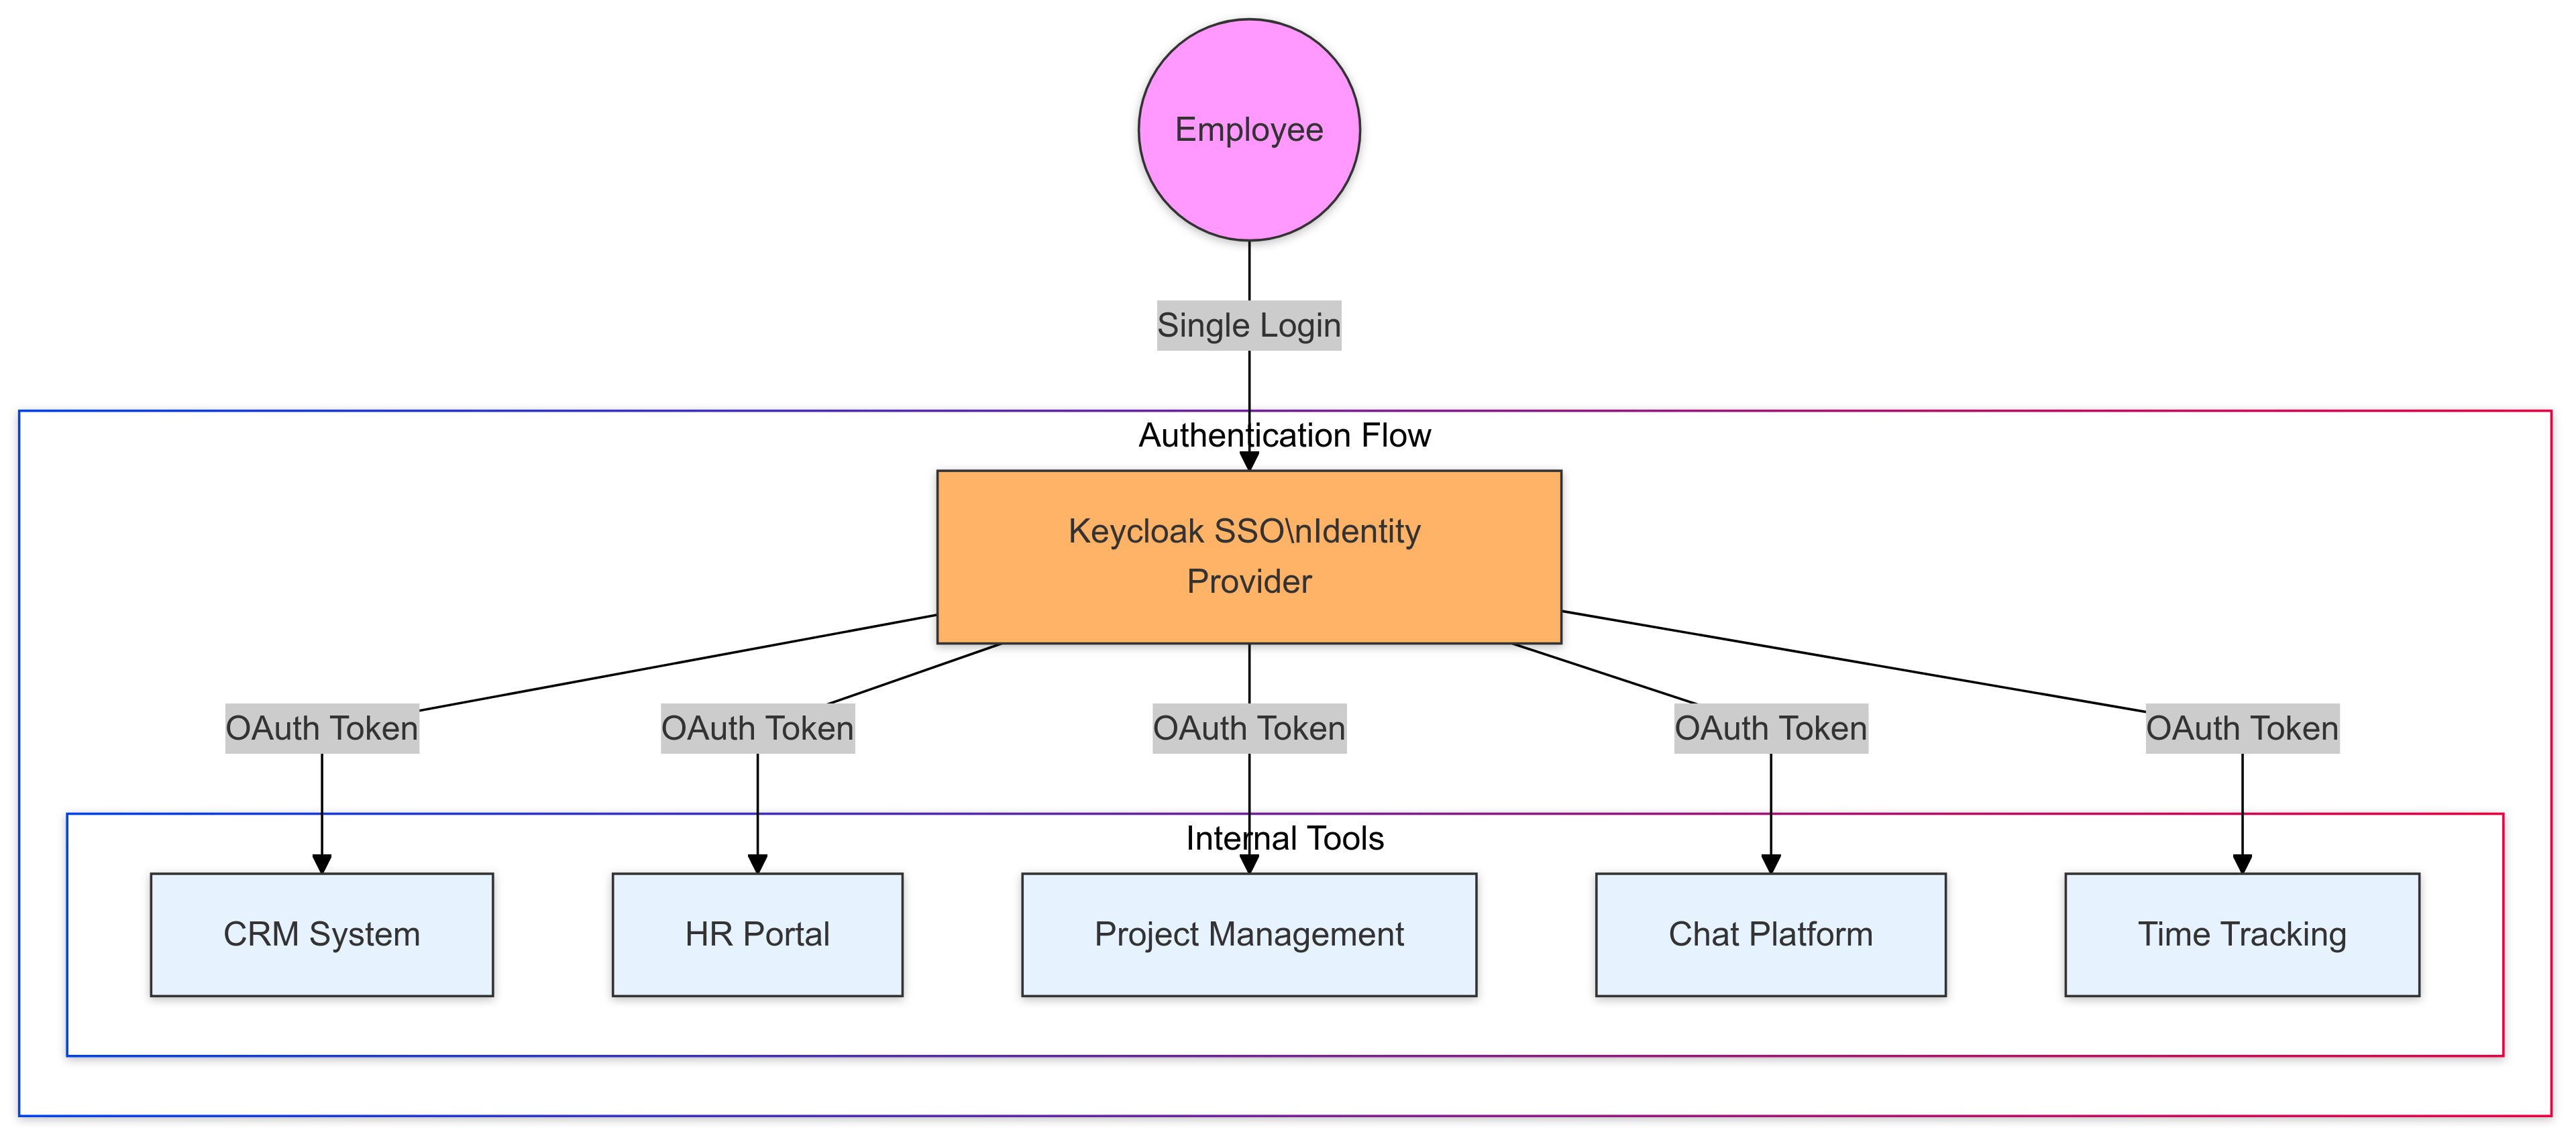 Employee
Single Login
Authentication Flow
Keycloak SSO\nIdentity
Provider
OAuth Token
OAuth Token
OAuth Token
OAuth Token
OAuth Token
Internal Tools
CRM System
HR Portal
Project Management
Chat Platform
Time Tracking